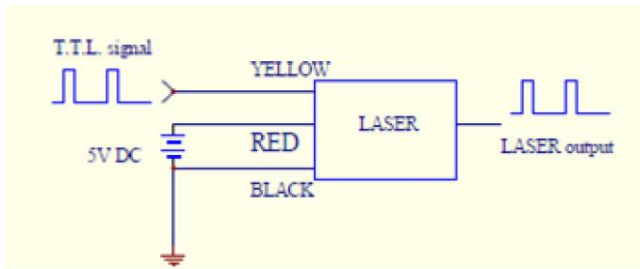 T.T.L. signal
YELLOW
LASER
5V DC
RED
LASER output
BLACK